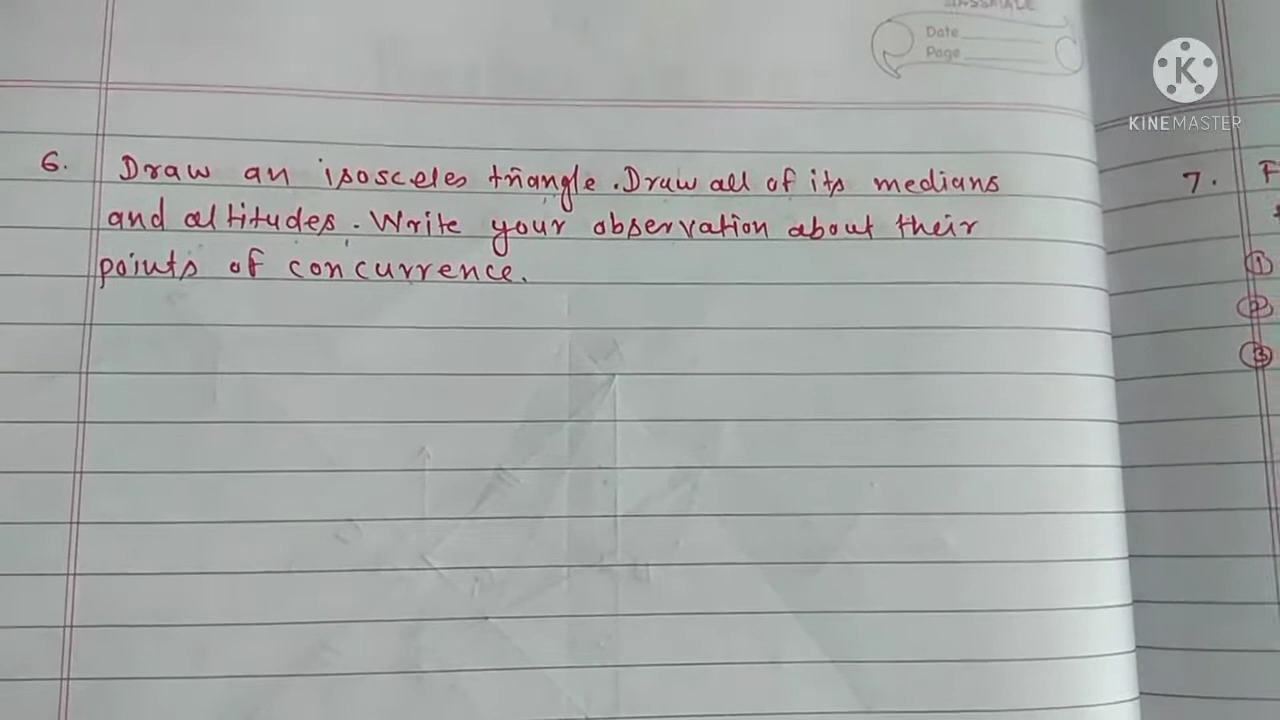 Date
Page
K
KINEMASTER
6. Draw an isosceles triangle. Draw all of its medians
and altitudes. Write your observation about their
points of concurrence.
7. F
①
②
③